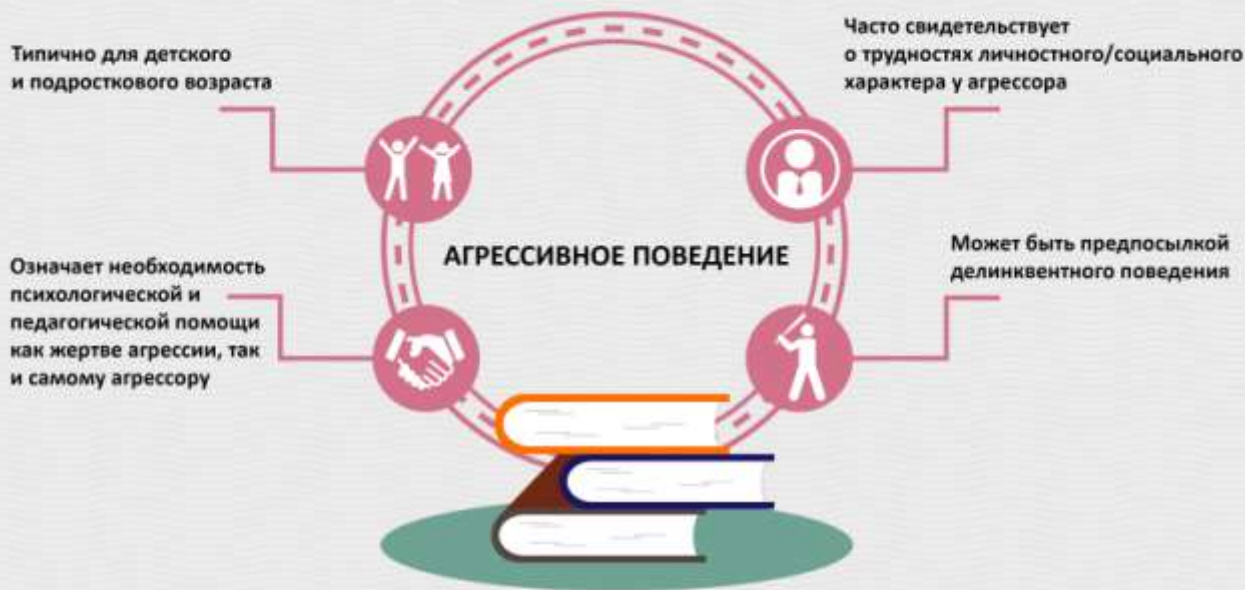 Типично для детского
и подросткового возраста
Часто свидетельствует
о трудностях личностного/социального
характера у агрессора
АГРЕССИВНОЕ ПОВЕДЕНИЕ
Означает необходимость
психологической и
педагогической помощи
как жертве агрессии, так
и самому агрессору
Может быть предпосылкой
делинквентного поведения